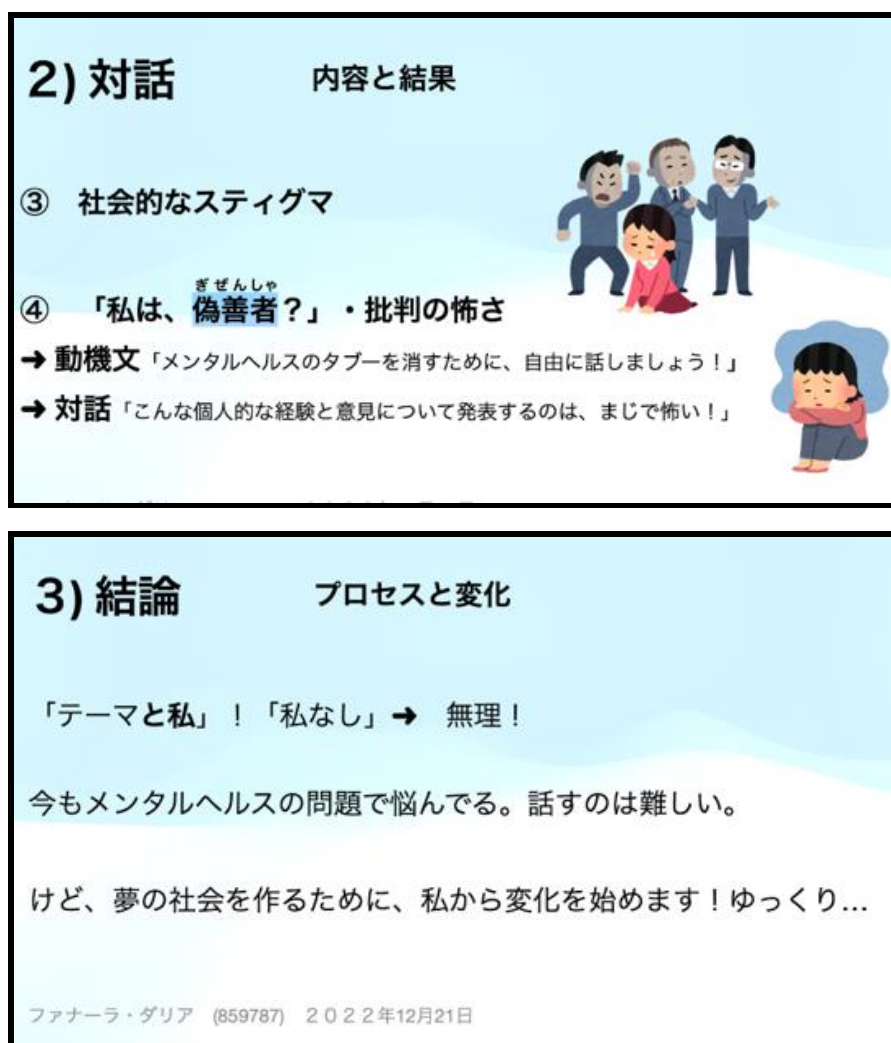 ２) 対話　内容と結果
③　社会的なスティグマ
ぎぜんしゃ
④　「私は、偽善者？」・批判の怖さ
➜ 動機文「メンタルヘルスのタブーを消すために、自由に話しましょう！」
➜ 対話「こんな個人的な経験と意見について発表するのは、まじで怖い！」
３) 結論　プロセスと変化
「テーマと私」！「私なし」➜　無理！
今もメンタルヘルスの問題で悩んでる。話すのは難しい。
けど、夢の社会を作るために、私から変化を始めます！ゆっくり…
ファナーラ・ダリア　(859787)　２０２２年12月21日